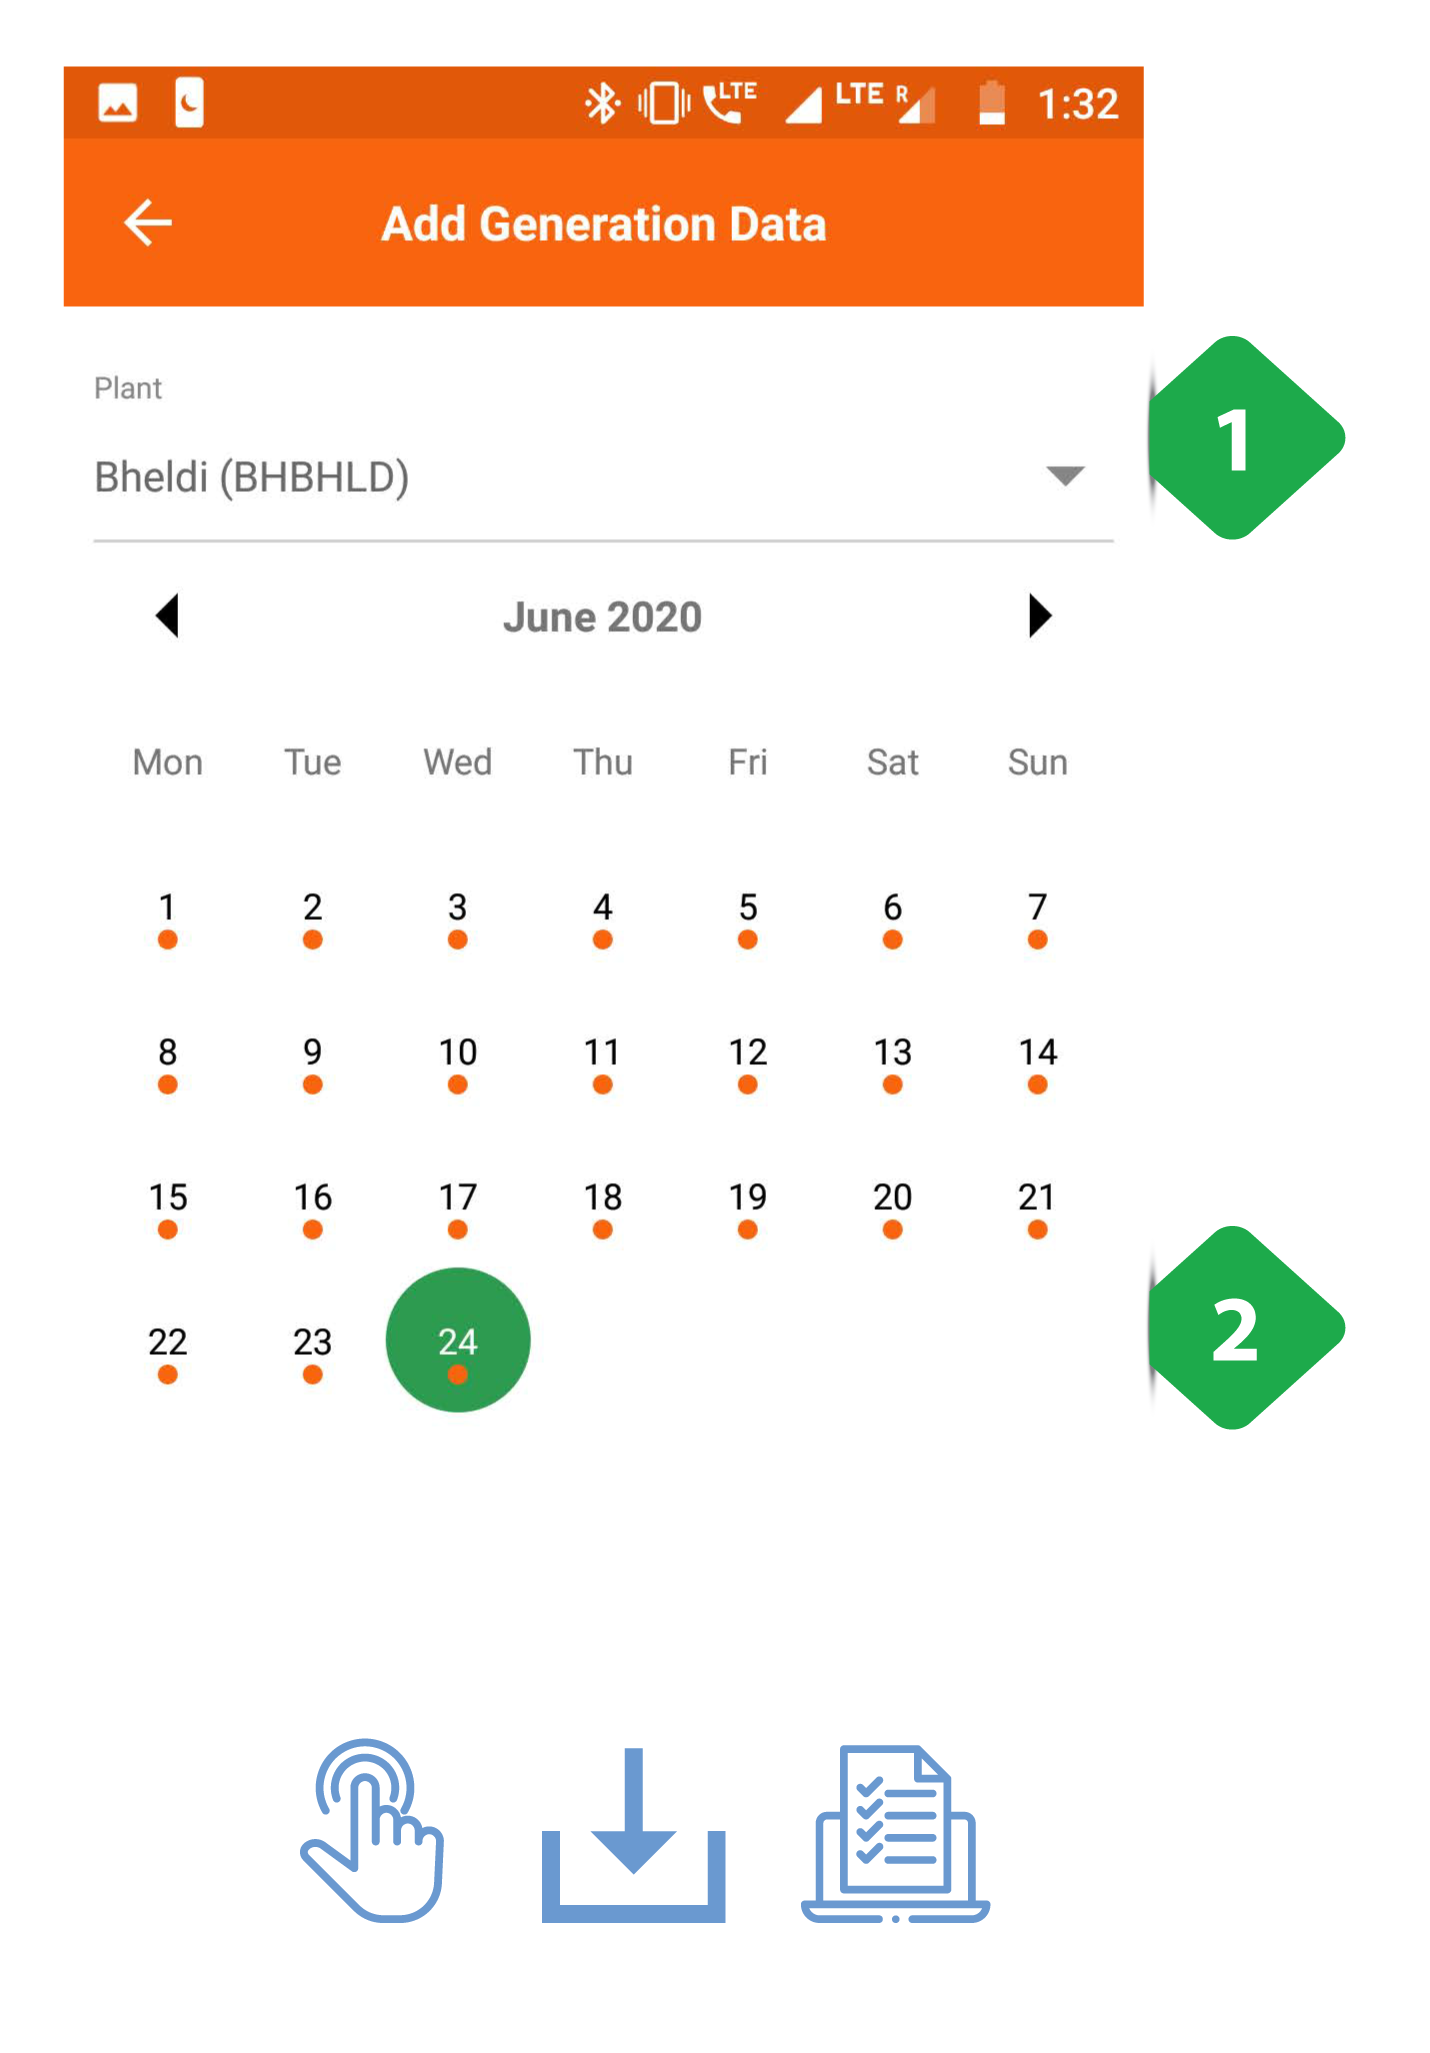 LTE LTE R 1:32
Add Generation Data
Plant
Bheldi (BHBHLD)
1
June 2020
Mon Tue Wed Thu Fri Sat Sun
1 2 3 4 5 6 7
8 9 10 11 12 13 14
15 16 17 18 19 20 21
22 23 24
2